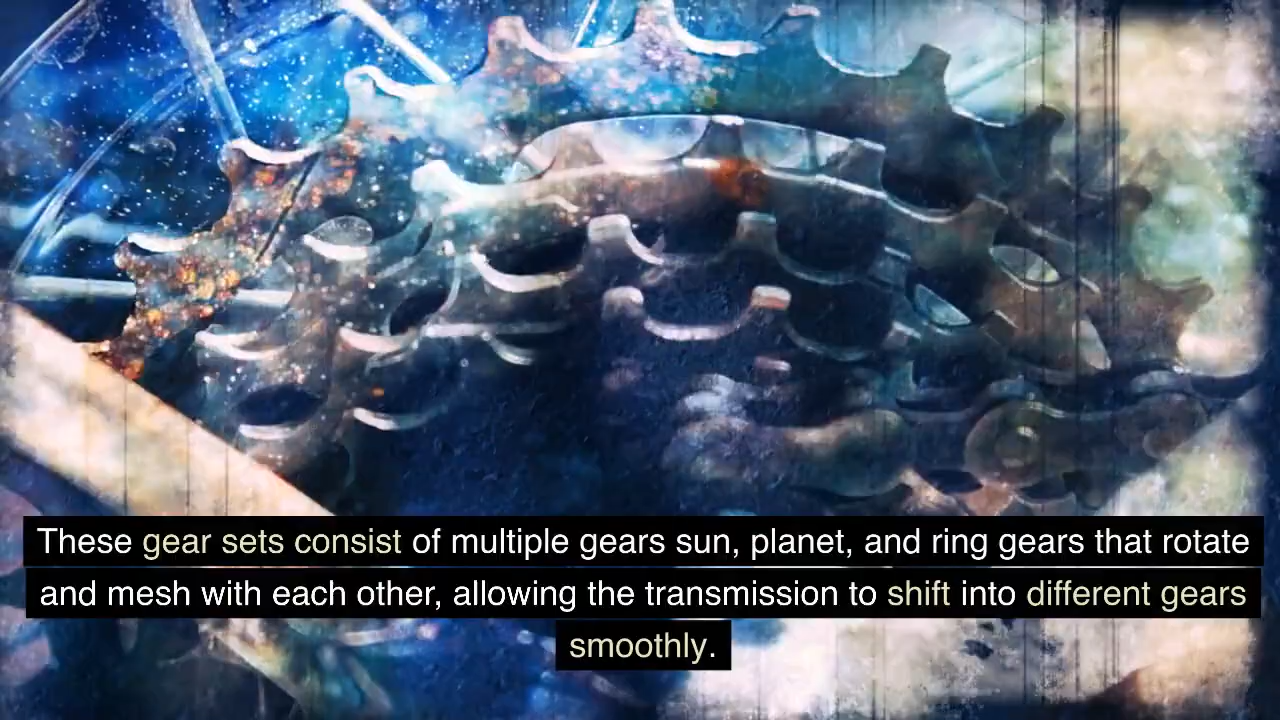 These gear sets consist of multiple gears sun, planet, and ring gears that rotate
and mesh with each other, allowing the transmission to shift into different gears
smoothly.